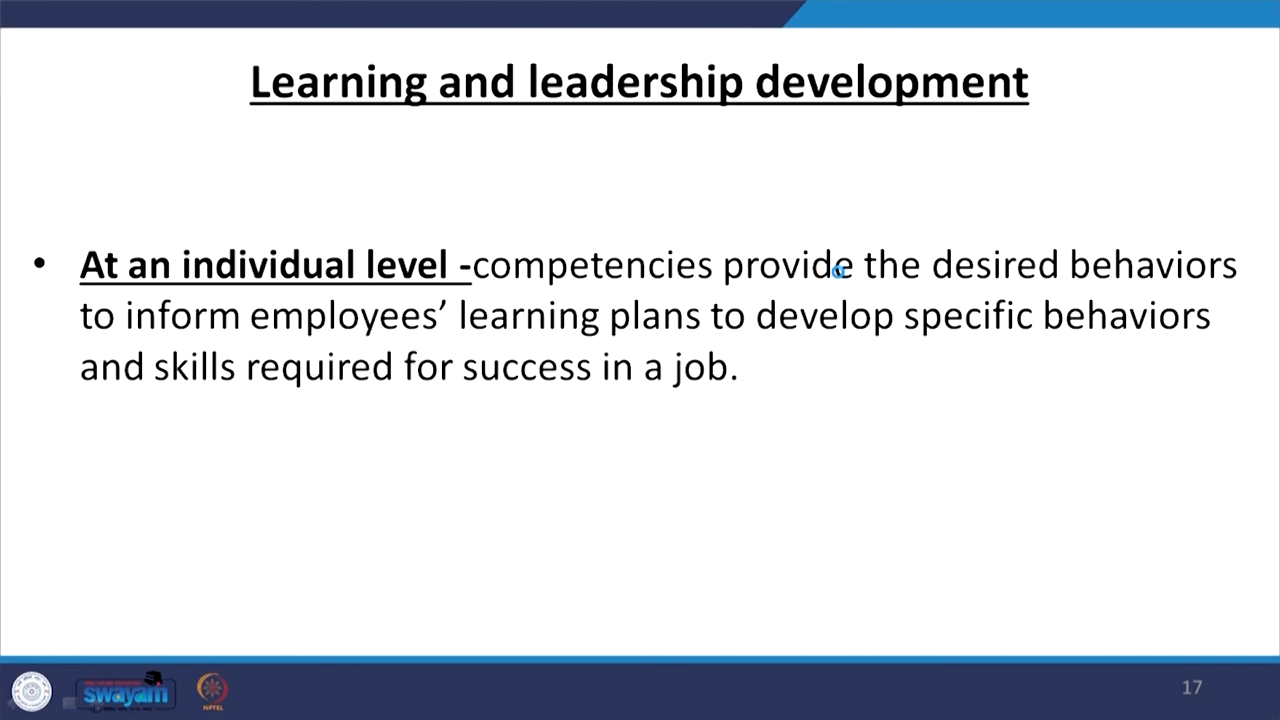 Learning and leadership development
• At an individual level -competencies provide the desired behaviors
to inform employees’ learning plans to develop specific behaviors
and skills required for success in a job.
swayam
NPTEL
17